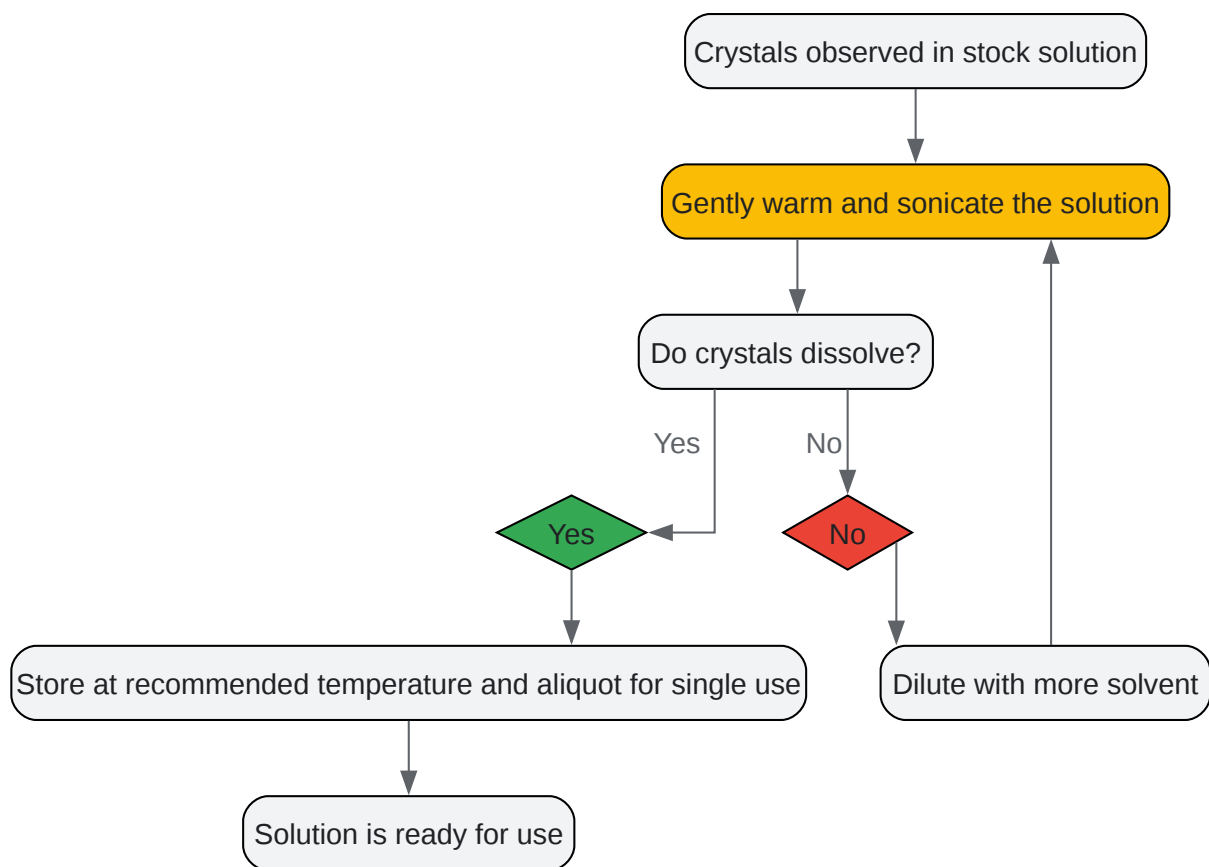 Crystals observed in stock solution
Gently warm and sonicate the solution
Do crystals dissolve?
Yes
No
Yes
No
Store at recommended temperature and aliquot for single use
Dilute with more solvent
Solution is ready for use